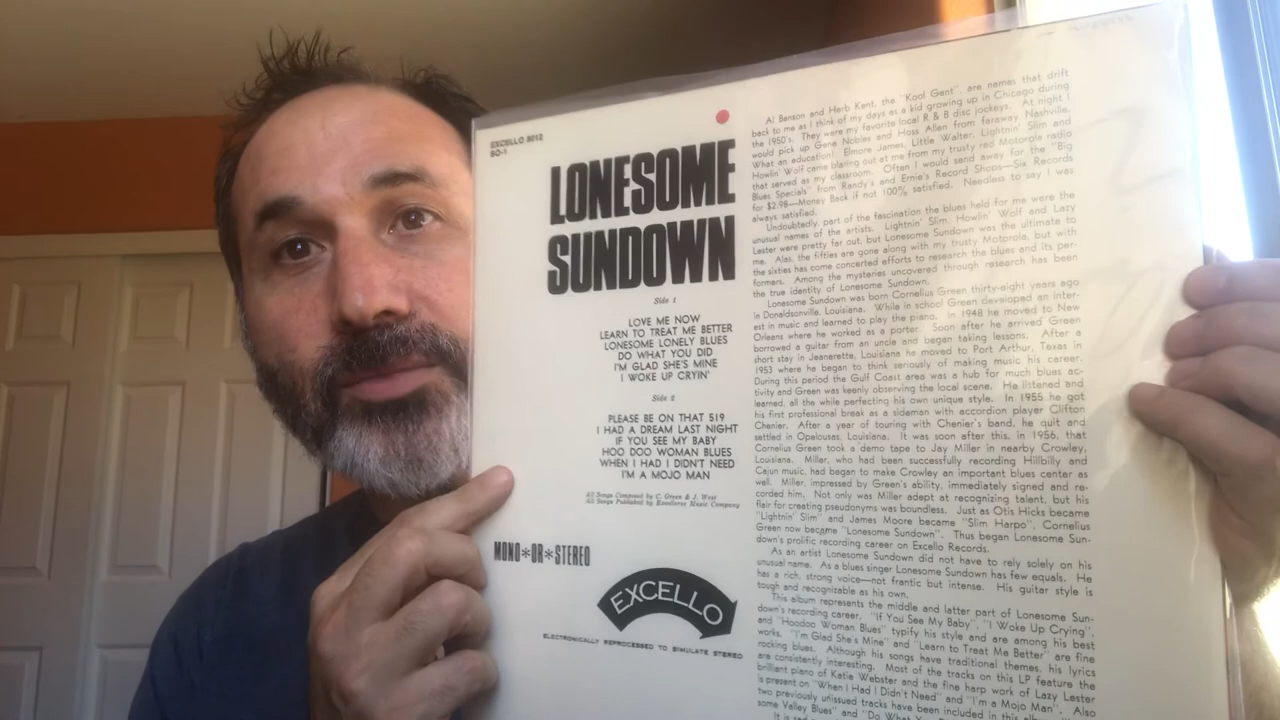 EXCELLO 8012
SO-1
LONESOME
SUNDOWN
Side 1
LOVE ME NOW
LEARN TO TREAT ME BETTER
LONESOME LONELY BLUES
DO WHAT YOU DID
I'M GLAD SHE'S MINE
I WOKE UP CRYIN'
Side 2
PLEASE BE ON THAT 519
I HAD A DREAM LAST NIGHT
IF YOU SEE MY BABY
HOO DOO WOMAN BLUES
WHEN I HAD I DIDN'T NEED
I'M A MOJO MAN
All Songs Composed by C. Green & J. West
All Songs Published by Excellorec Music Company
MONO*OR*STEREO
EXCELLO
ELECTRONICALLY REPROCESSED TO SIMULATE STEREO
Al Benson and Herb Kent, the "Kool Gent", are names that drift
back to me as I think of my days as a kid growing up in Chicago during
the 1950's. They were my favorite local R & B disc jockeys. At night I
would pick up Gene Nobles and Hoss Allen from faraway Nashville.
What an education! Elmore James, Little Walter, Lightnin' Slim and
Howlin' Wolf came blaring out at me from my trusty red Motorola radio
that served as my classroom. Often I would send away for the "Big
Blues Specials" from Randy's and Ernie's Record Shops—Six Records
for $2.98—Money Back if not 100% satisfied. Needless to say I was
always satisfied.
Undoubtedly, part of the fascination the blues held for me were the
unusual names of the artists. Lightnin' Slim, Howlin' Wolf and Lazy
Lester were pretty far out, but Lonesome Sundown was the ultimate to
me. Alas, the fifties are gone along with my trusty Motorola, but with
the sixties has come concerted efforts to research the blues and its per-
formers. Among the mysteries uncovered through research has been
the true identity of Lonesome Sundown.
Lonesome Sundown was born Cornelius Green thirty-eight years ago
in Donaldsonville, Louisiana. While in school Green developed an inter-
est in music and learned to play the piano. In 1948 he moved to New
Orleans where he worked as a porter. Soon after he arrived Green
borrowed a guitar from an uncle and began taking lessons. After a
short stay in Jeanerette, Louisiana he moved to Port Arthur, Texas in
1953 where he began to think seriously of making music his career.
During this period the Gulf Coast area was a hub for much blues ac-
tivity and Green was keenly observing the local scene. He listened and
learned, all the while perfecting his own unique style. In 1955 he got
his first professional break as a sideman with accordion player Clifton
Chenier. After a year of touring with Chenier's band, he quit and
settled in Opelousas, Louisiana. It was soon after this, in 1956, that
Cornelius Green took a demo tape to Jay Miller in nearby Crowley,
Louisiana. Miller, who had been successfully recording Hillbilly and
Cajun music, had began to make Crowley an important blues center as
well. Miller, impressed by Green's ability, immediately signed and re-
corded him. Not only was Miller adept at recognizing talent, but his
flair for creating pseudonyms was boundless. Just as Otis Hicks became
"Lightnin' Slim" and James Moore became "Slim Harpo", Cornelius
Green now became "Lonesome Sundown". Thus began Lonesome Sun-
down's prolific recording career on Excello Records.
As an artist Lonesome Sundown did not have to rely solely on his
unusual name. As a blues singer Lonesome Sundown has few equals. He
has a rich, strong voice—not frantic but intense. His guitar style is
tough and recognizable as his own.
This album represents the middle and latter part of Lonesome Sun-
down's recording career. "If You See My Baby", "I Woke Up Crying",
and "Hoodoo Woman Blues" typify his style and are among his best
works. "I'm Glad She's Mine" and "Learn to Treat Me Better" are fine
rocking blues. Although his songs have traditional themes, his lyrics
are consistently interesting. Most of the tracks on this LP feature the
brilliant piano of Katie Webster and the fine harp work of Lazy Lester
is present on "When I Had I Didn't Need" and "I'm a Mojo Man". Also
two previously unissued tracks have been included in this album
some Valley Blues" and "Do What Y
It is sad